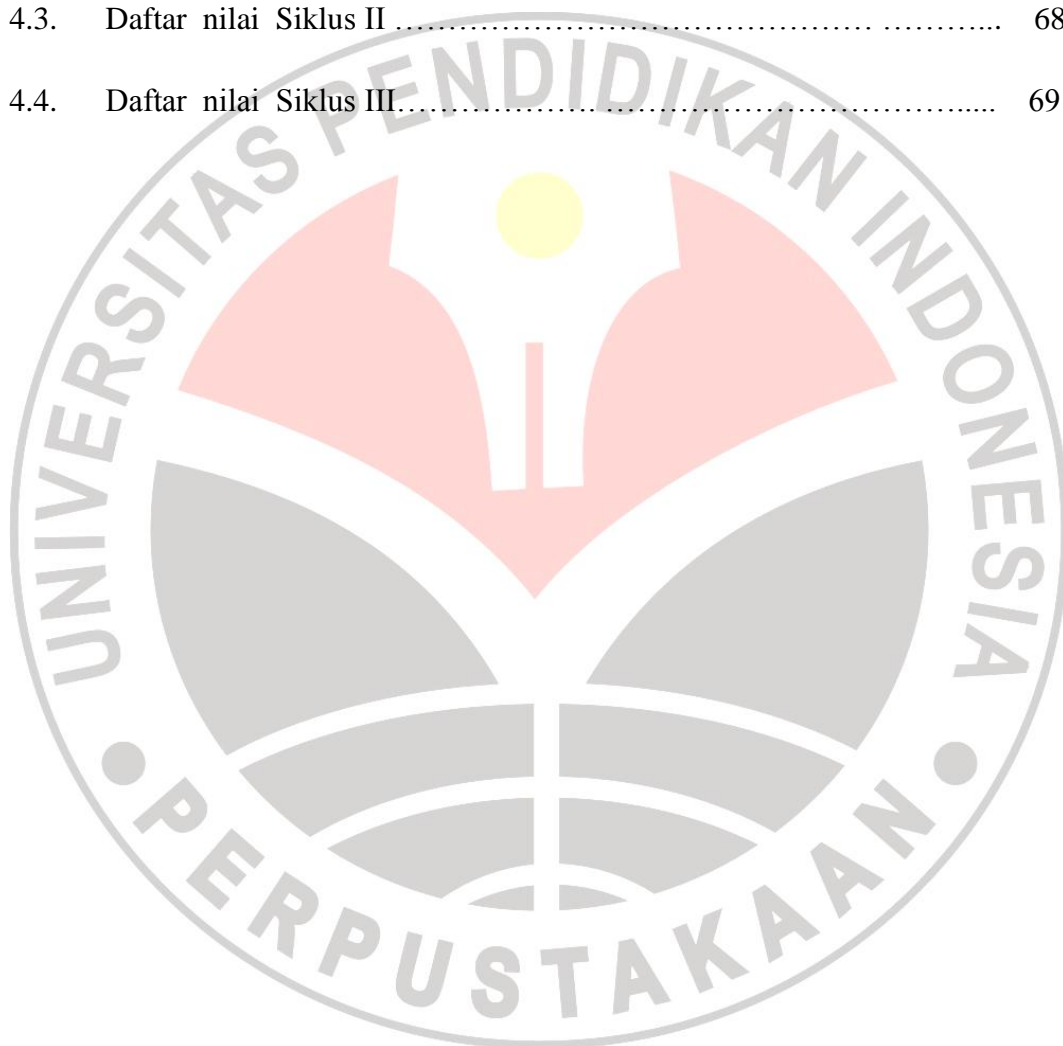 4.3. Daftar nilai Siklus II ………………………………………… ………... 68
4.4. Daftar nilai Siklus III………………..……………………………….... 69
UNIVERSITAS PENDIDIKAN INDONESIA
• PERPUSTAKAAN •